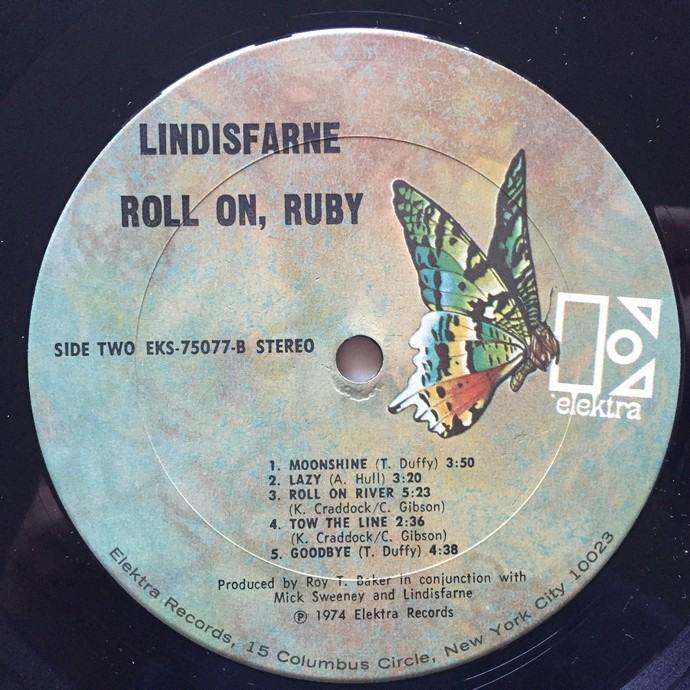 LINDISFARNE
ROLL ON, RUBY
SIDE TWO EKS-75077-B STEREO
elektra
1. MOONSHINE (T. Duffy) 3:50
2. LAZY (A. Hull) 3:20
3. ROLL ON RIVER 5:23
(K. Craddock/C. Gibson)
4. TOW THE LINE 2:36
(K. Craddock/C. Gibson)
5. GOODBYE (T. Duffy) 4:38
Produced by Roy T. Baker in conjunction with
Mick Sweeney and Lindisfarne
℗ 1974 Elektra Records
Elektra Records, 15 Columbus Circle, New York City 10023